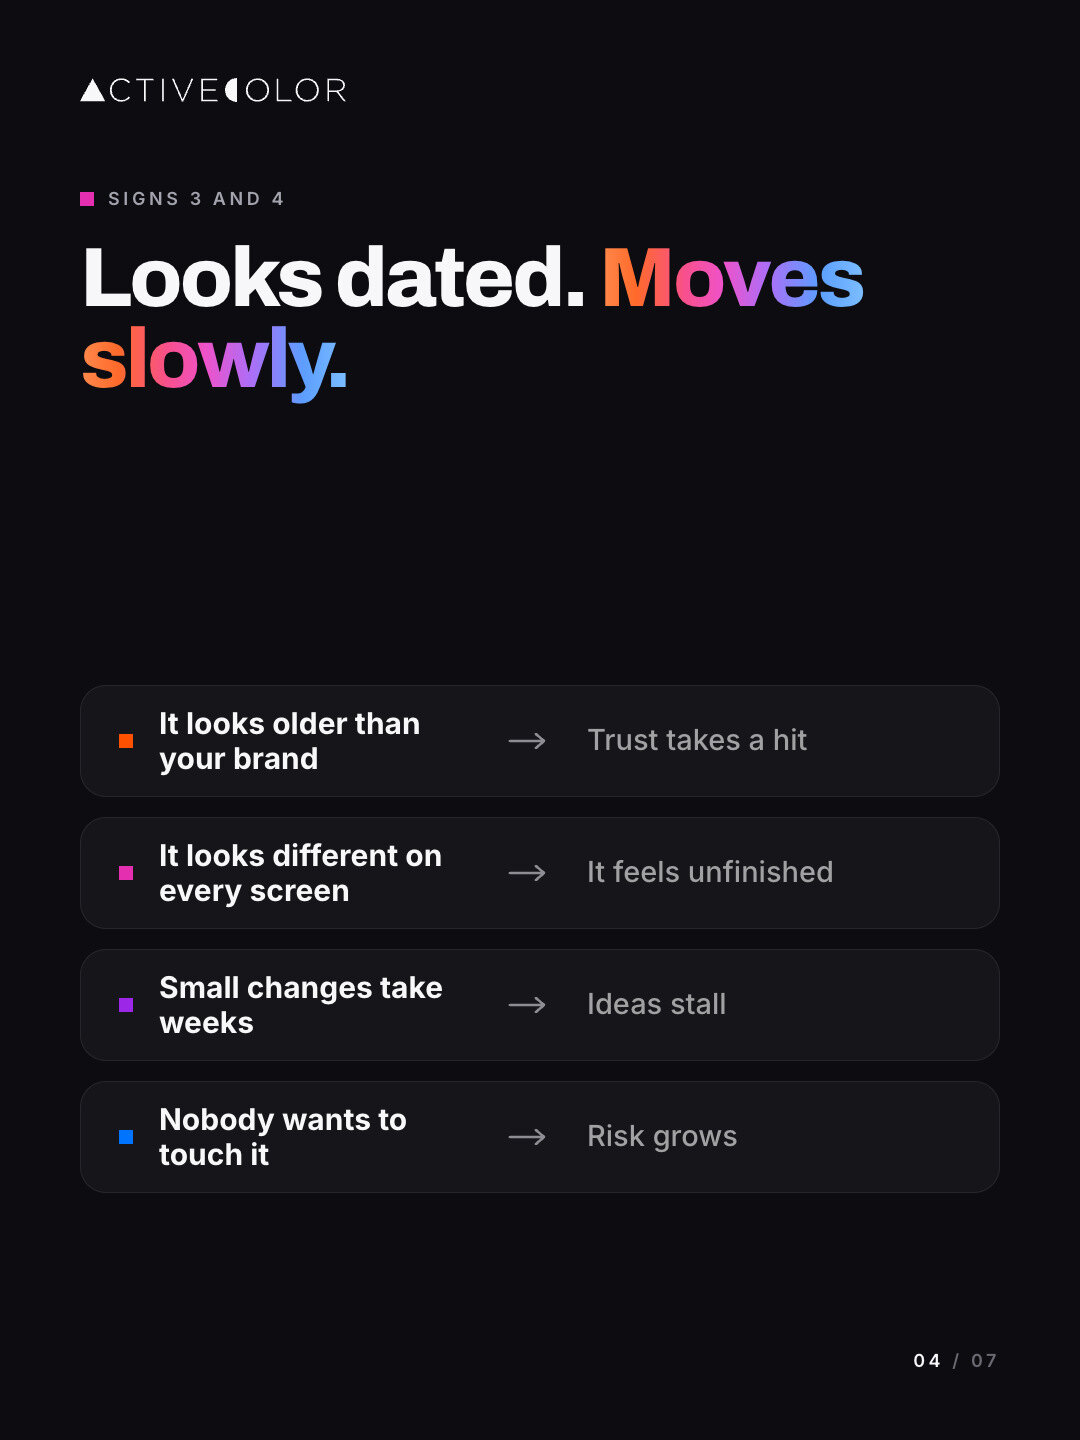 ACTIVECOLOR
SIGNS 3 AND 4
Looks dated. Moves
slowly.
It looks older than
your brand
→ Trust takes a hit
It looks different on
every screen
→ It feels unfinished
Small changes take
weeks
→ Ideas stall
Nobody wants to
touch it
→ Risk grows
04 / 07